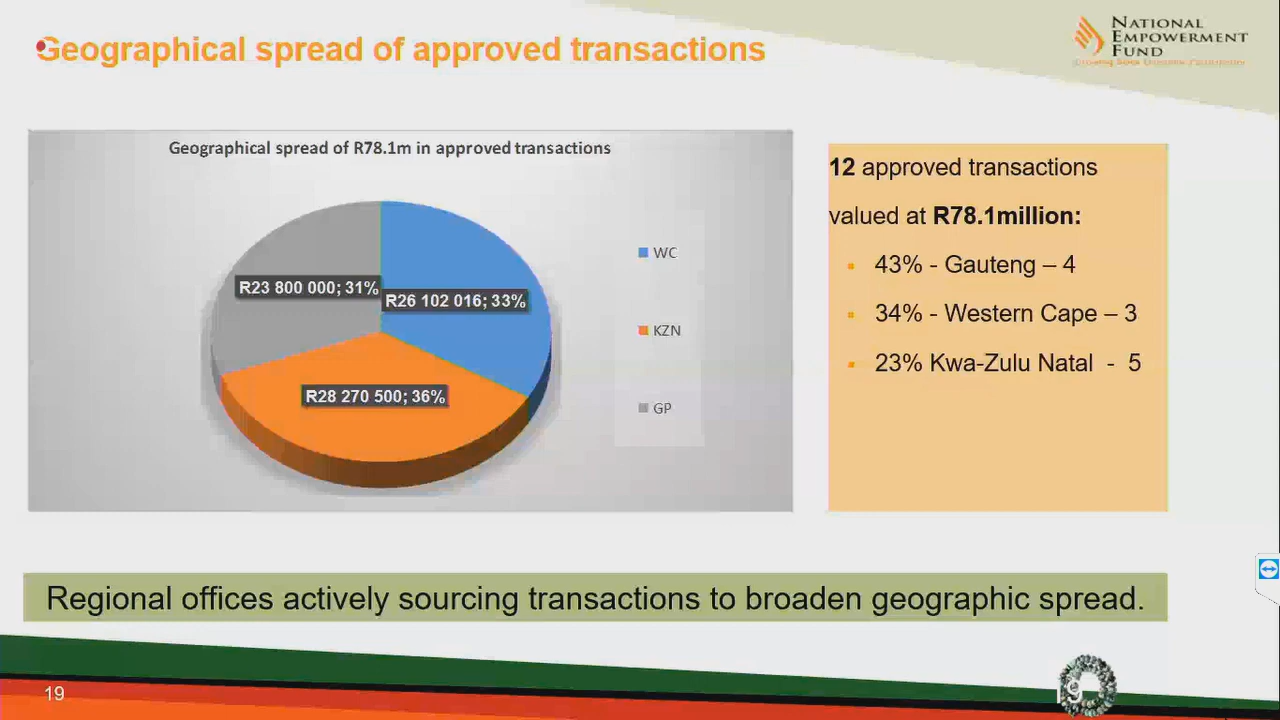 Geographical spread of approved transactions
NATIONAL
EMPOWERMENT
FUND
Geographical spread of R78.1m in approved transactions
R23 800 000; 31%
R26 102 016; 33%
R28 270 500; 36%
WC
KZN
GP
12 approved transactions
valued at R78.1million:
▪ 43% - Gauteng – 4
▪ 34% - Western Cape – 3
▪ 23% Kwa-Zulu Natal - 5
Regional offices actively sourcing transactions to broaden geographic spread.
19
19